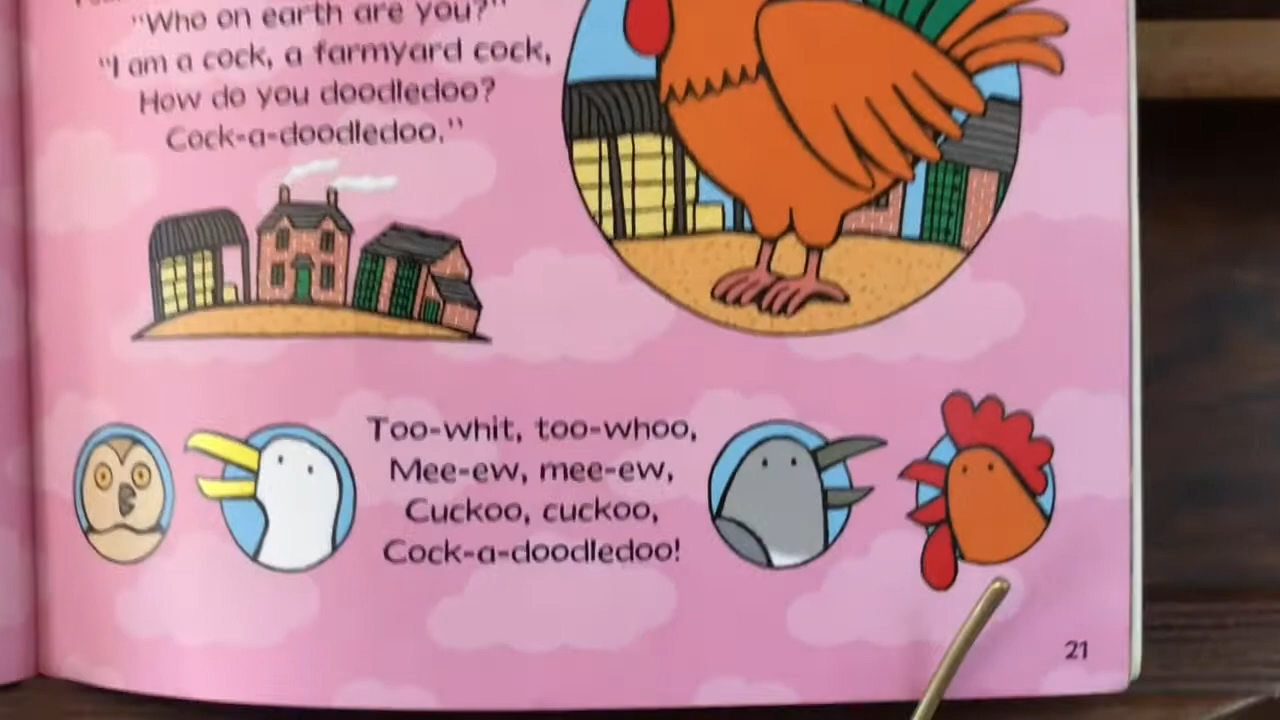 "Who on earth are you?"
"I am a cock, a farmyard cock,
How do you doodledoo?
Cock-a-doodledoo."
Too-whit, too-whoo,
Mee-ew, mee-ew,
Cuckoo, cuckoo,
Cock-a-doodledoo!
21